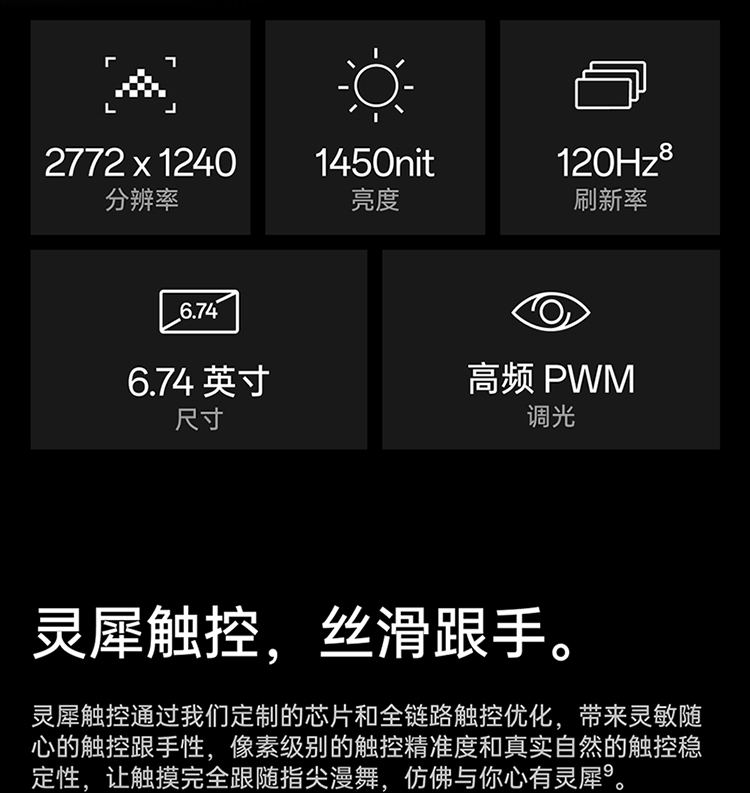 2772 x 1240
分辨率
1450nit
亮度
120Hz⁸
刷新率
6.74
6.74 英寸
尺寸
高频 PWM
调光
灵犀触控，丝滑跟手。
灵犀触控通过我们定制的芯片和全链路触控优化，带来灵敏随
心的触控跟手性，像素级别的触控精准度和真实自然的触控稳
定性，让触摸完全跟随指尖漫舞，仿佛与你心有灵犀⁹。